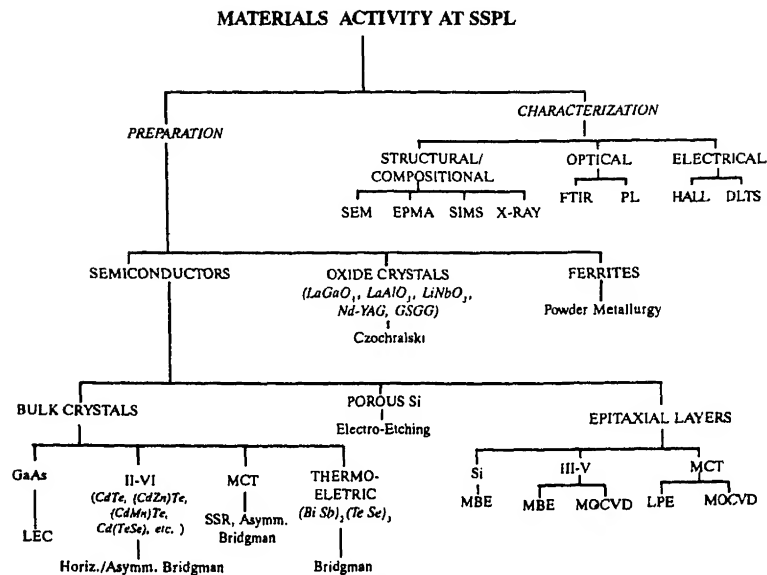 MATERIALS ACTIVITY AT SSPL
CHARACTERIZATION
PREPARATION
STRUCTURAL/
COMPOSITIONAL
OPTICAL
ELECTRICAL
SEM EPMA SIMS X-RAY
FTIR PL
HALL DLTS
SEMICONDUCTORS
OXIDE CRYSTALS
(LaGaO₃, LaAlO₃, LiNbO₃,
Nd-YAG, GSGG)
Czochralski
FERRITES
Powder Metallurgy
BULK CRYSTALS
POROUS Si
Electro-Etching
EPITAXIAL LAYERS
GaAs
LEC
II-VI
(CdTe, (CdZn)Te,
(CdMn)Te,
Cd(TeSe), etc. )
Horiz./Asymm. Bridgman
MCT
SSR, Asymm.
Bridgman
THERMO-
ELETRIC
(Bi Sb)₂(Te Se)₃
Bridgman
Si
MBE
III-V
MBE MOCVD
MCT
LPE MOCVD